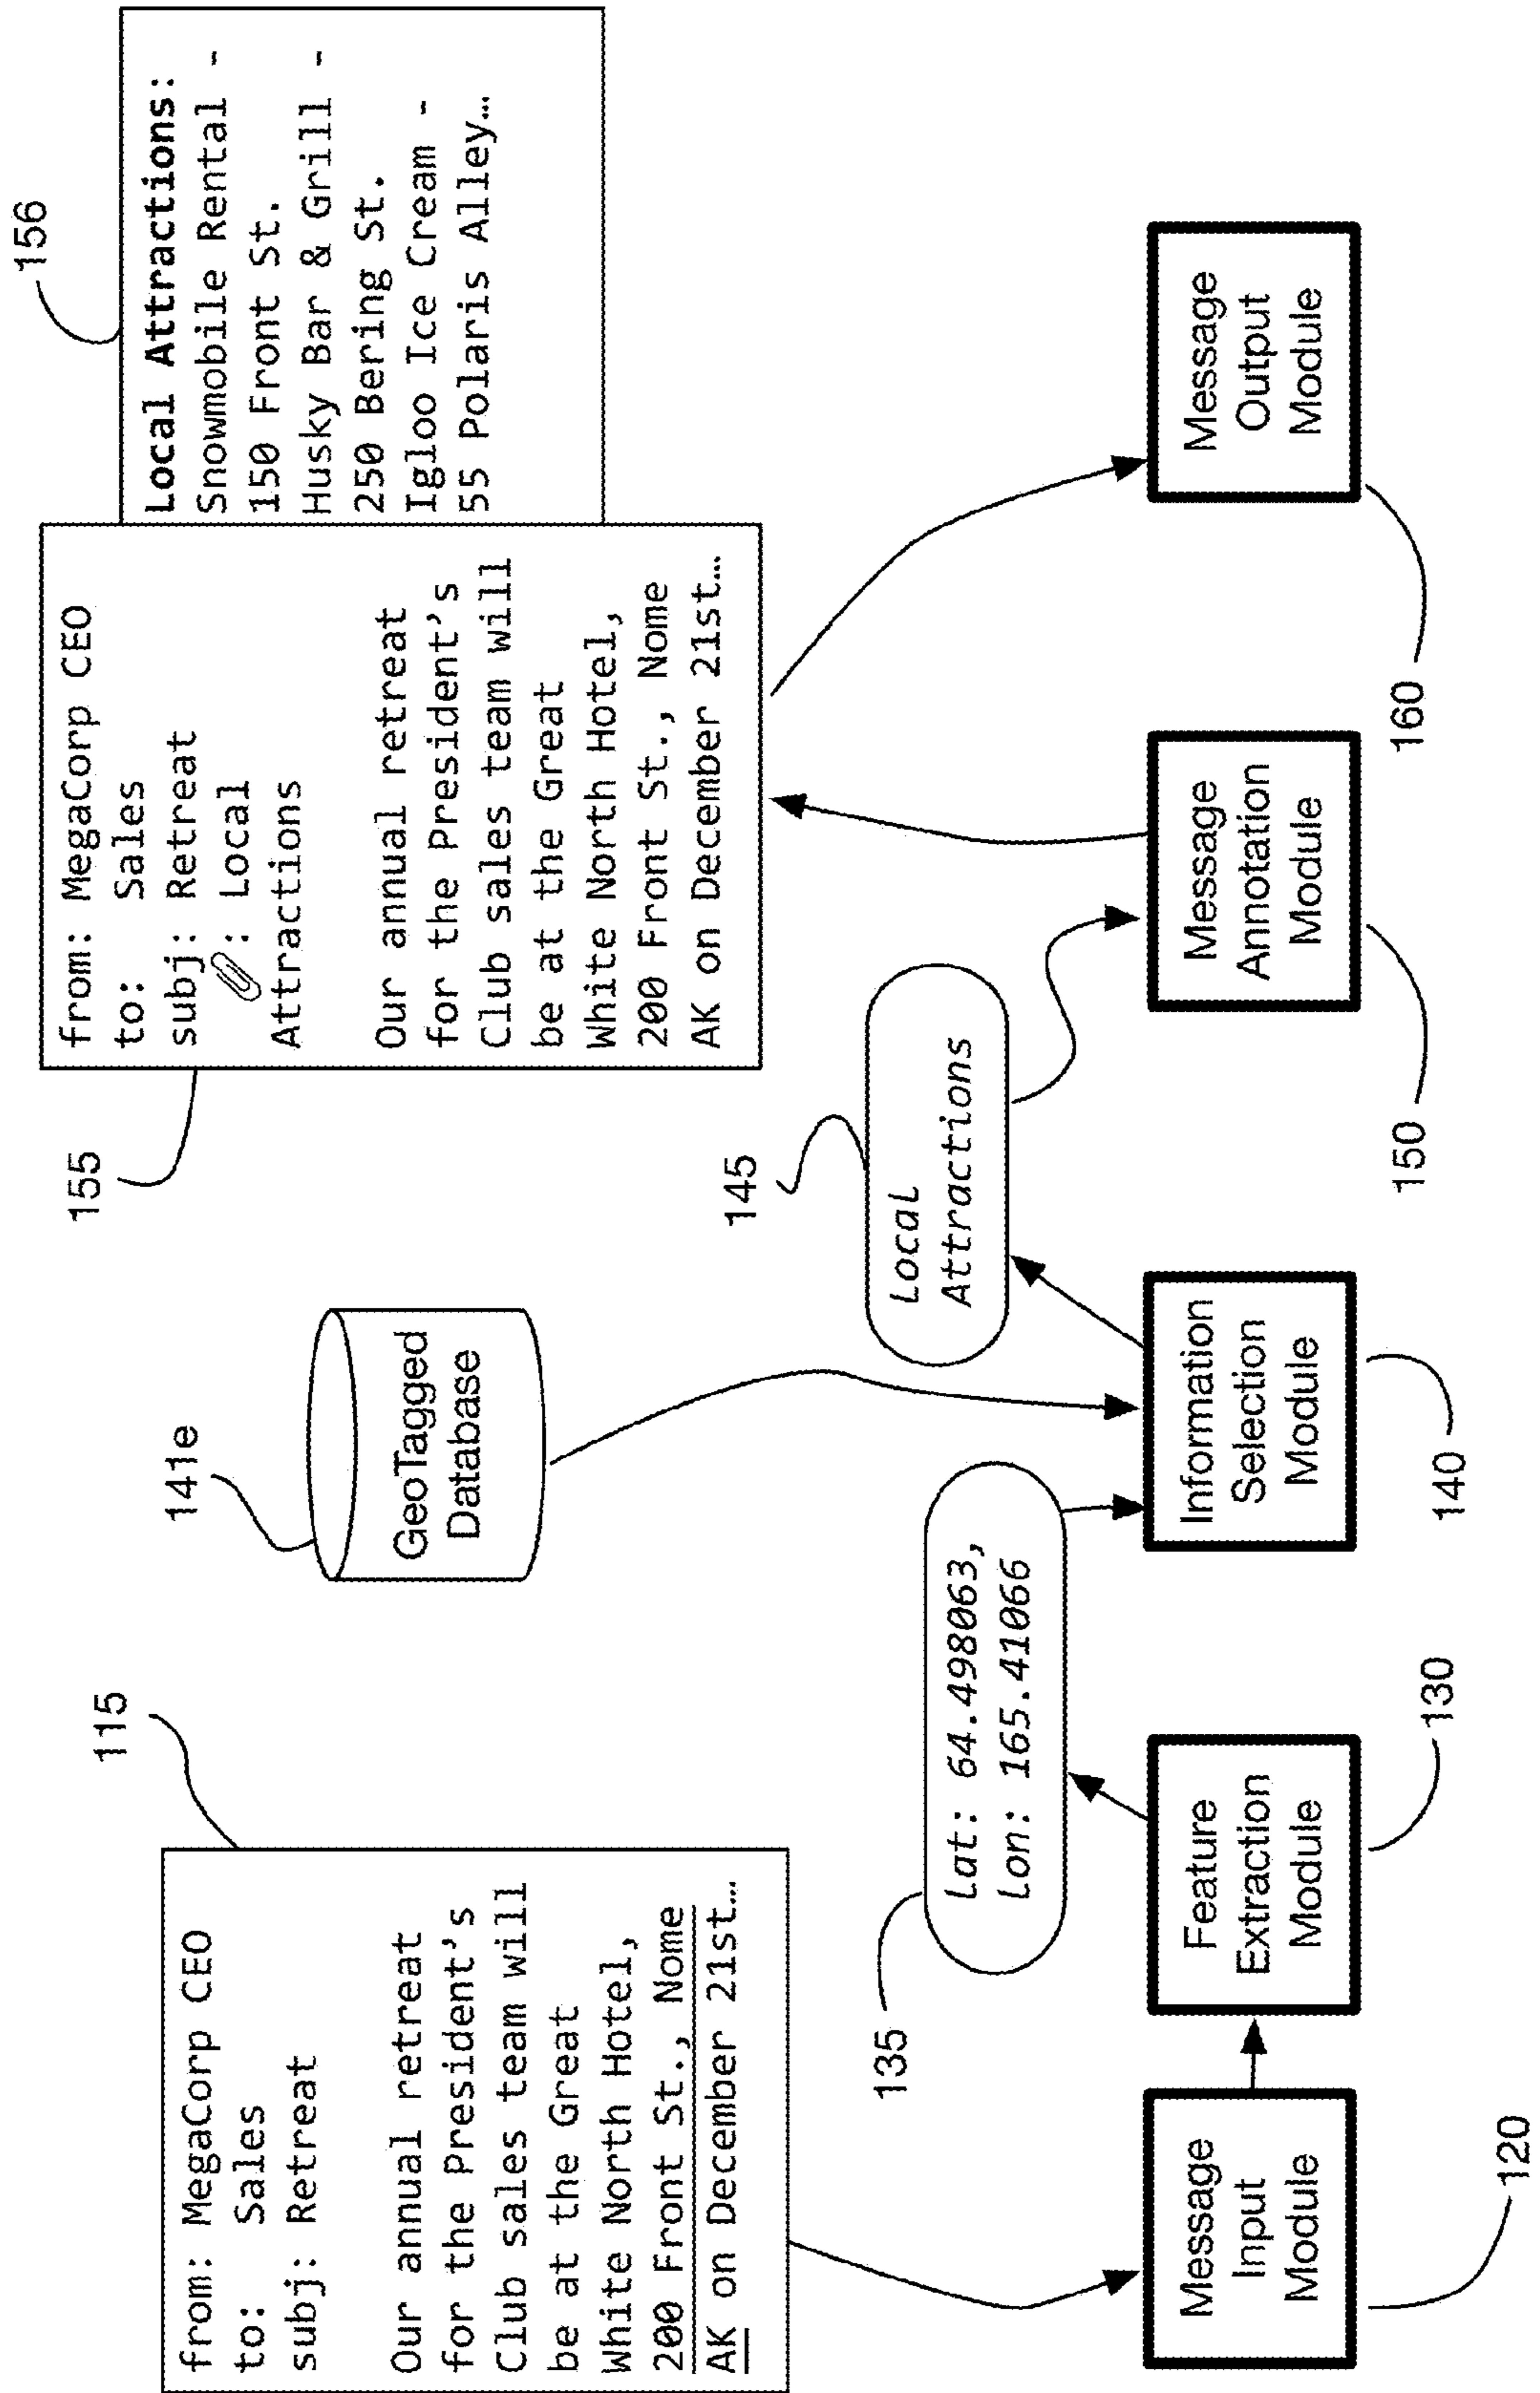 115
from: MegaCorp CEO
to: Sales
subj: Retreat
Our annual retreat
for the President's
Club sales team will
be at the Great
White North Hotel,
200 Front St., Nome
AK on December 21st…
141e
GeoTagged
Database
155
from: MegaCorp CEO
to: Sales
subj: Retreat
: Local
Attractions
Our annual retreat
for the President's
Club sales team will
be at the Great
White North Hotel,
200 Front St., Nome
AK on December 21st…
156
Local Attractions:
Snowmobile Rental -
150 Front St.
Husky Bar & Grill -
250 Bering St.
Igloo Ice Cream -
55 Polaris Alley…
135
Lat: 64.498063,
Lon: 165.41066
145
Local
Attractions
Message
Input
Module
120
Feature
Extraction
Module
130
Information
Selection
Module
140
Message
Annotation
Module
150
Message
Output
Module
160